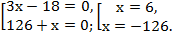 [3x − 18 = 0, [x = 6,
[126 + x = 0; [x = −126.